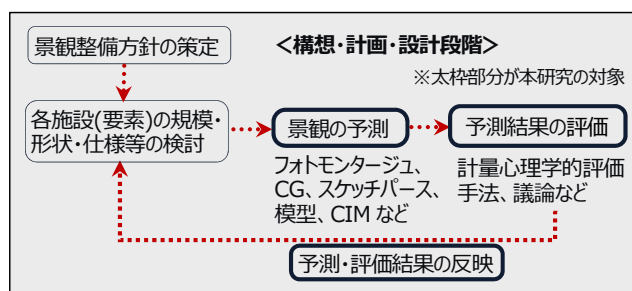 景観整備方針の策定
<構想・計画・設計段階>
※太枠部分が本研究の対象
各施設(要素)の規模・
形状・仕様等の検討
景観の予測
予測結果の評価
フォトモンタージュ、
CG、スケッチパース、
模型、CIM など
計量心理学的評価
手法、議論など
予測・評価結果の反映